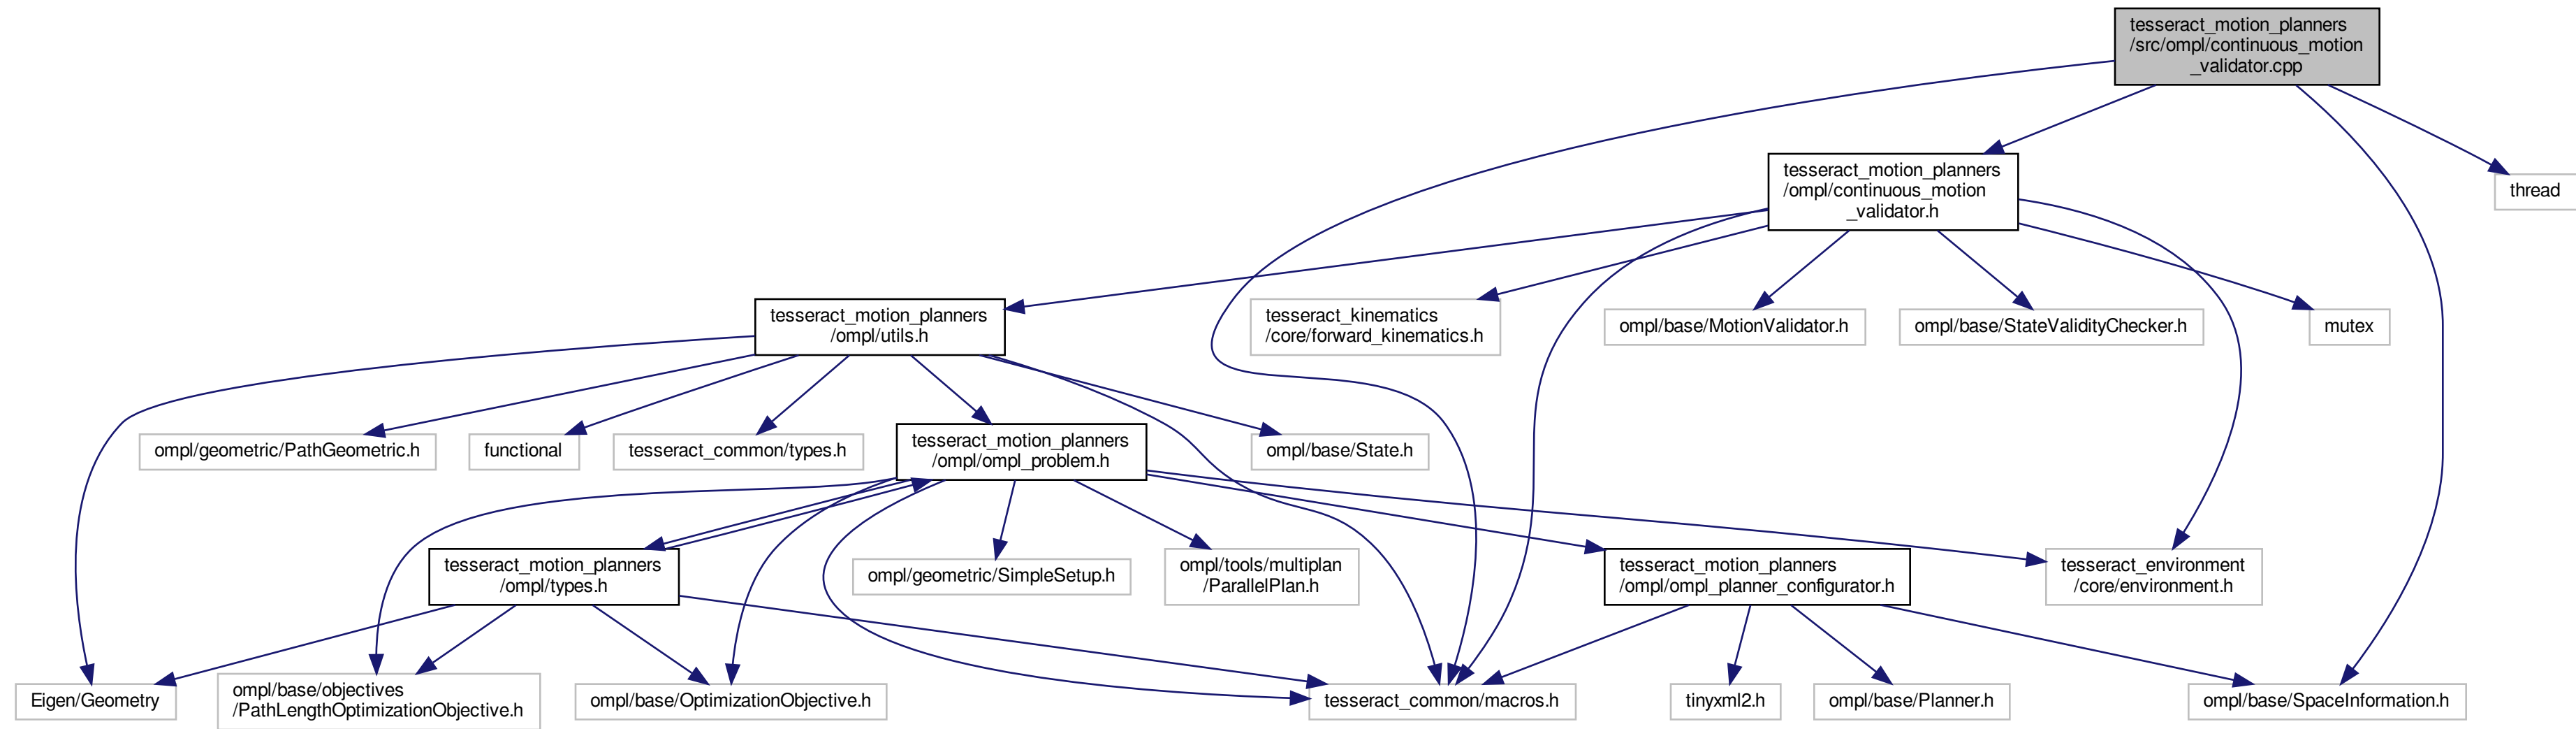 tesseract_motion_planners
/src/ompl/continuous_motion
_validator.cpp
tesseract_motion_planners
/ompl/continuous_motion
_validator.h
thread
tesseract_motion_planners
/ompl/utils.h
tesseract_kinematics
/core/forward_kinematics.h
ompl/base/MotionValidator.h
ompl/base/StateValidityChecker.h
mutex
ompl/geometric/PathGeometric.h
functional
tesseract_common/types.h
tesseract_motion_planners
/ompl/ompl_problem.h
ompl/base/State.h
tesseract_motion_planners
/ompl/types.h
ompl/geometric/SimpleSetup.h
ompl/tools/multiplan
/ParallelPlan.h
tesseract_motion_planners
/ompl/ompl_planner_configurator.h
tesseract_environment
/core/environment.h
Eigen/Geometry
ompl/base/objectives
/PathLengthOptimizationObjective.h
ompl/base/OptimizationObjective.h
tesseract_common/macros.h
tinyxml2.h
ompl/base/Planner.h
ompl/base/SpaceInformation.h